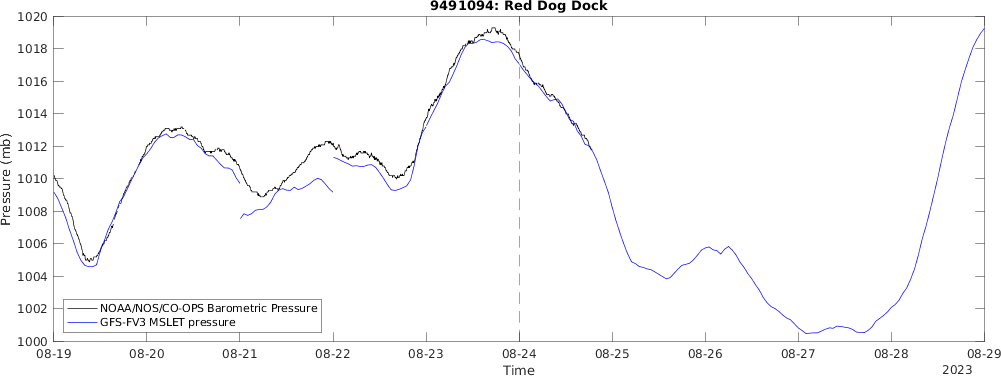 9491094: Red Dog Dock
Pressure (mb)
1020
1018
1016
1014
1012
1010
1008
1006
1004
1002
1000
NOAA/NOS/CO-OPS Barometric Pressure
GFS-FV3 MSLET pressure
08-19 08-20 08-21 08-22 08-23 08-24 08-25 08-26 08-27 08-28 08-29
Time
2023